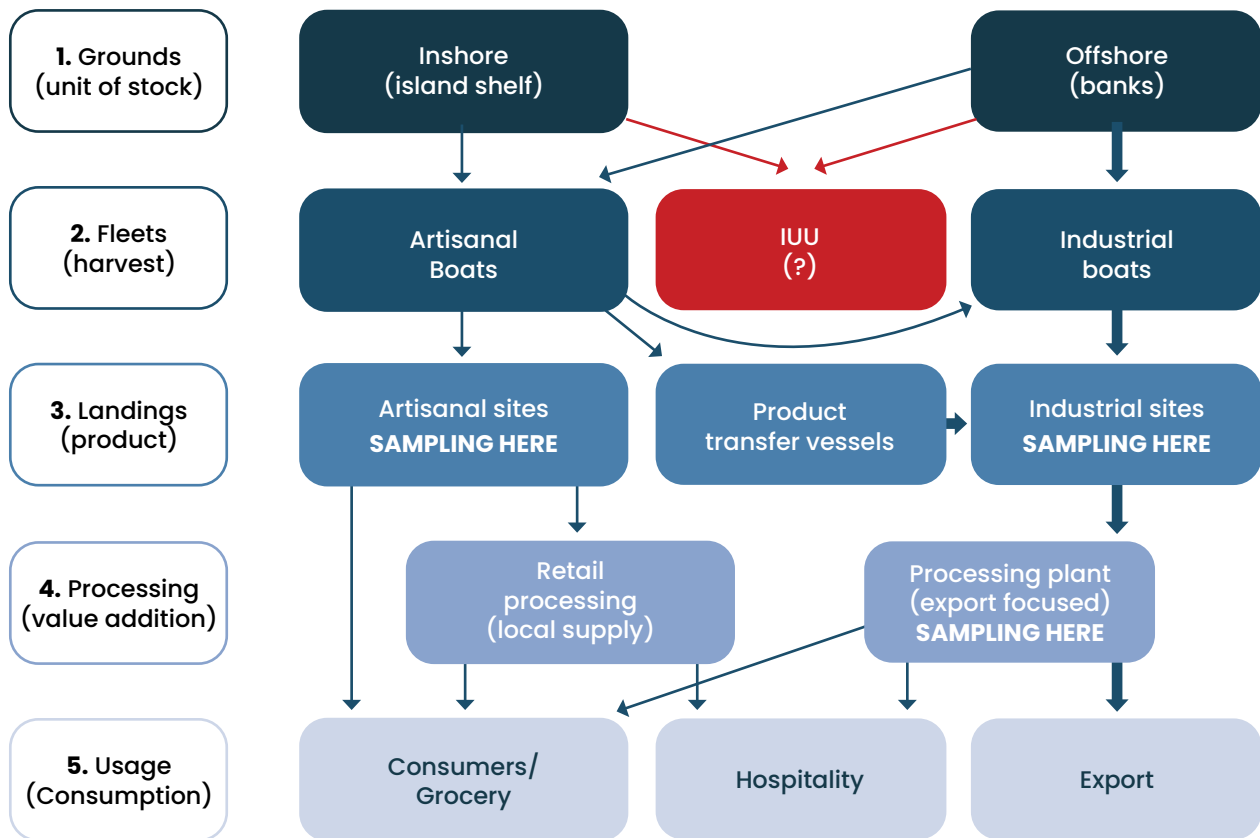 1. Grounds
(unit of stock)
Inshore
(island shelf)
Offshore
(banks)
2. Fleets
(harvest)
Artisanal
Boats
IUU
(?)
Industrial
boats
3. Landings
(product)
Artisanal sites
SAMPLING HERE
Product
transfer vessels
Industrial sites
SAMPLING HERE
4. Processing
(value addition)
Retail
processing
(local supply)
Processing plant
(export focused)
SAMPLING HERE
5. Usage
(Consumption)
Consumers/
Grocery
Hospitality
Export